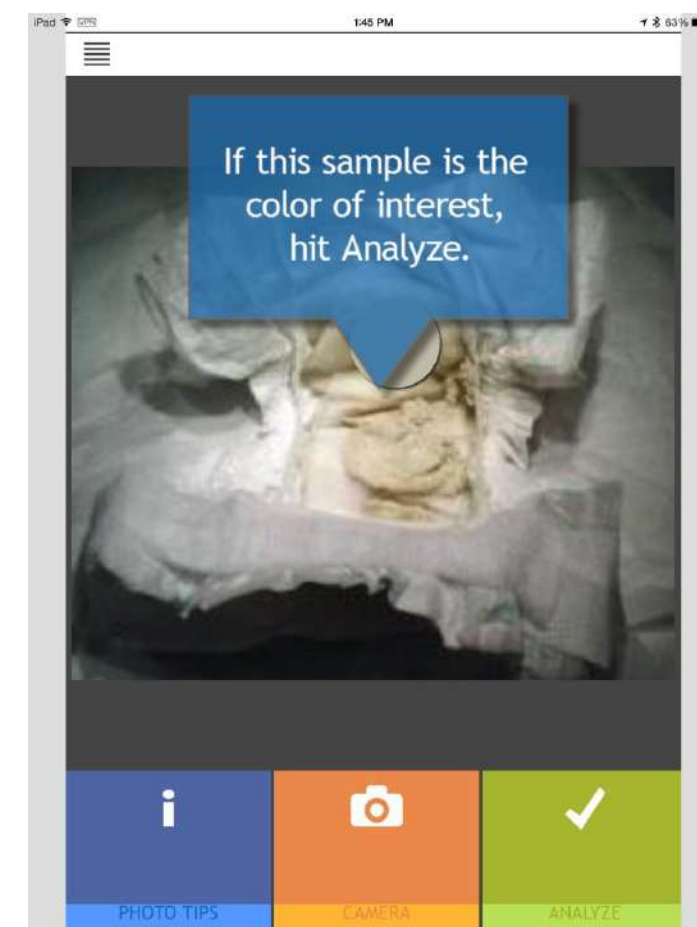 iPad VPN 1:45 PM 63%
If this sample is the
color of interest,
hit Analyze.
PHOTO TIPS CAMERA ANALYZE